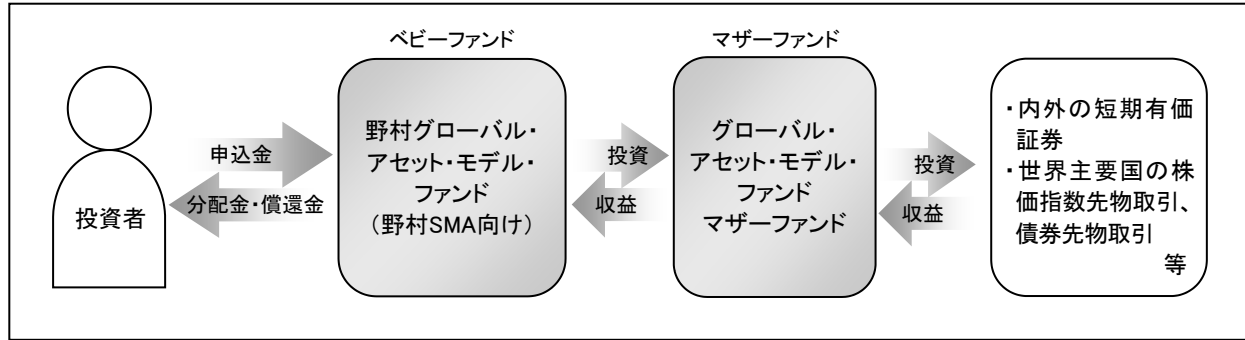 ベビーファンド
マザーファンド
投資者
申込金
分配金・償還金
野村グローバル・
アセット・モデル・
ファンド
（野村SMA向け）
投資
収益
グローバル・
アセット・モデル・
ファンド
マザーファンド
投資
収益
・内外の短期有価
証券
・世界主要国の株
価指数先物取引、
債券先物取引
等